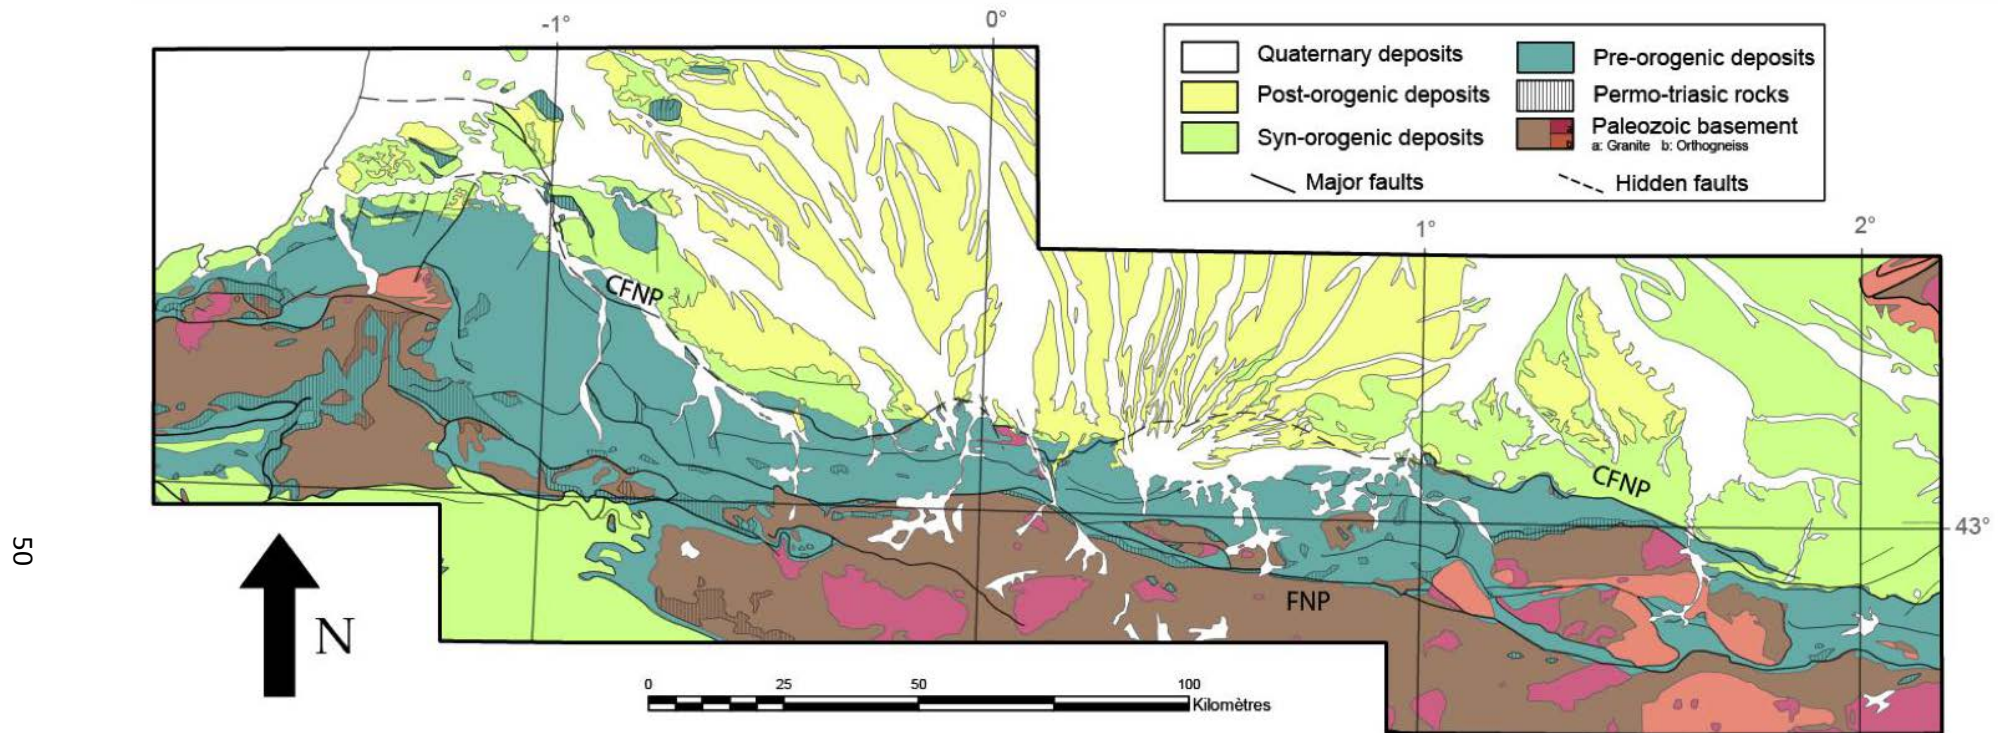 -1°
0°
Quaternary deposits
Pre-orogenic deposits
Post-orogenic deposits
Permo-triasic rocks
Syn-orogenic deposits
Paleozoic basement
a: Granite b: Orthogneiss
Major faults
Hidden faults
1°
2°
CFNP
CFNP
43°
50
FNP
N
0
25
50
100
Kilomètres